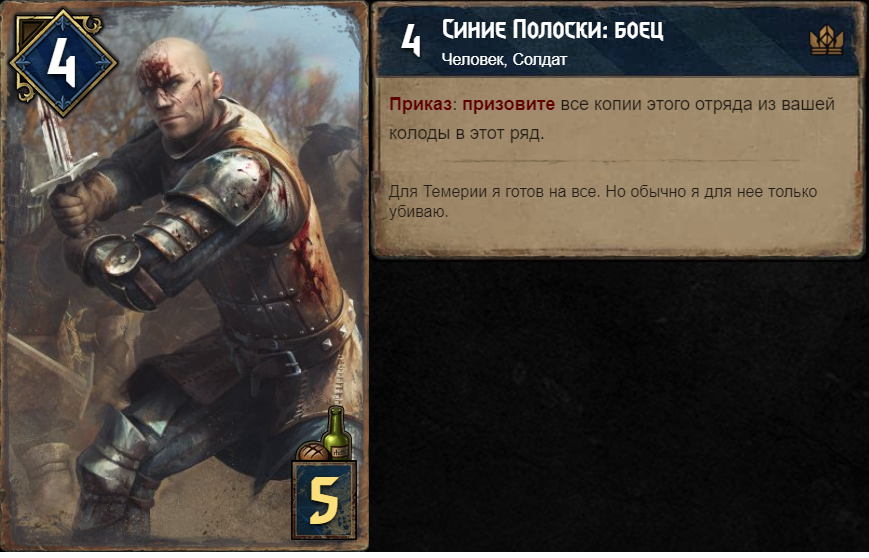 4
4
Синие Полоски: боец
Человек, Солдат
Приказ: призовите все копии этого отряда из вашей
колоды в этот ряд.
Для Темерии я готов на все. Но обычно я для нее только
убиваю.
5